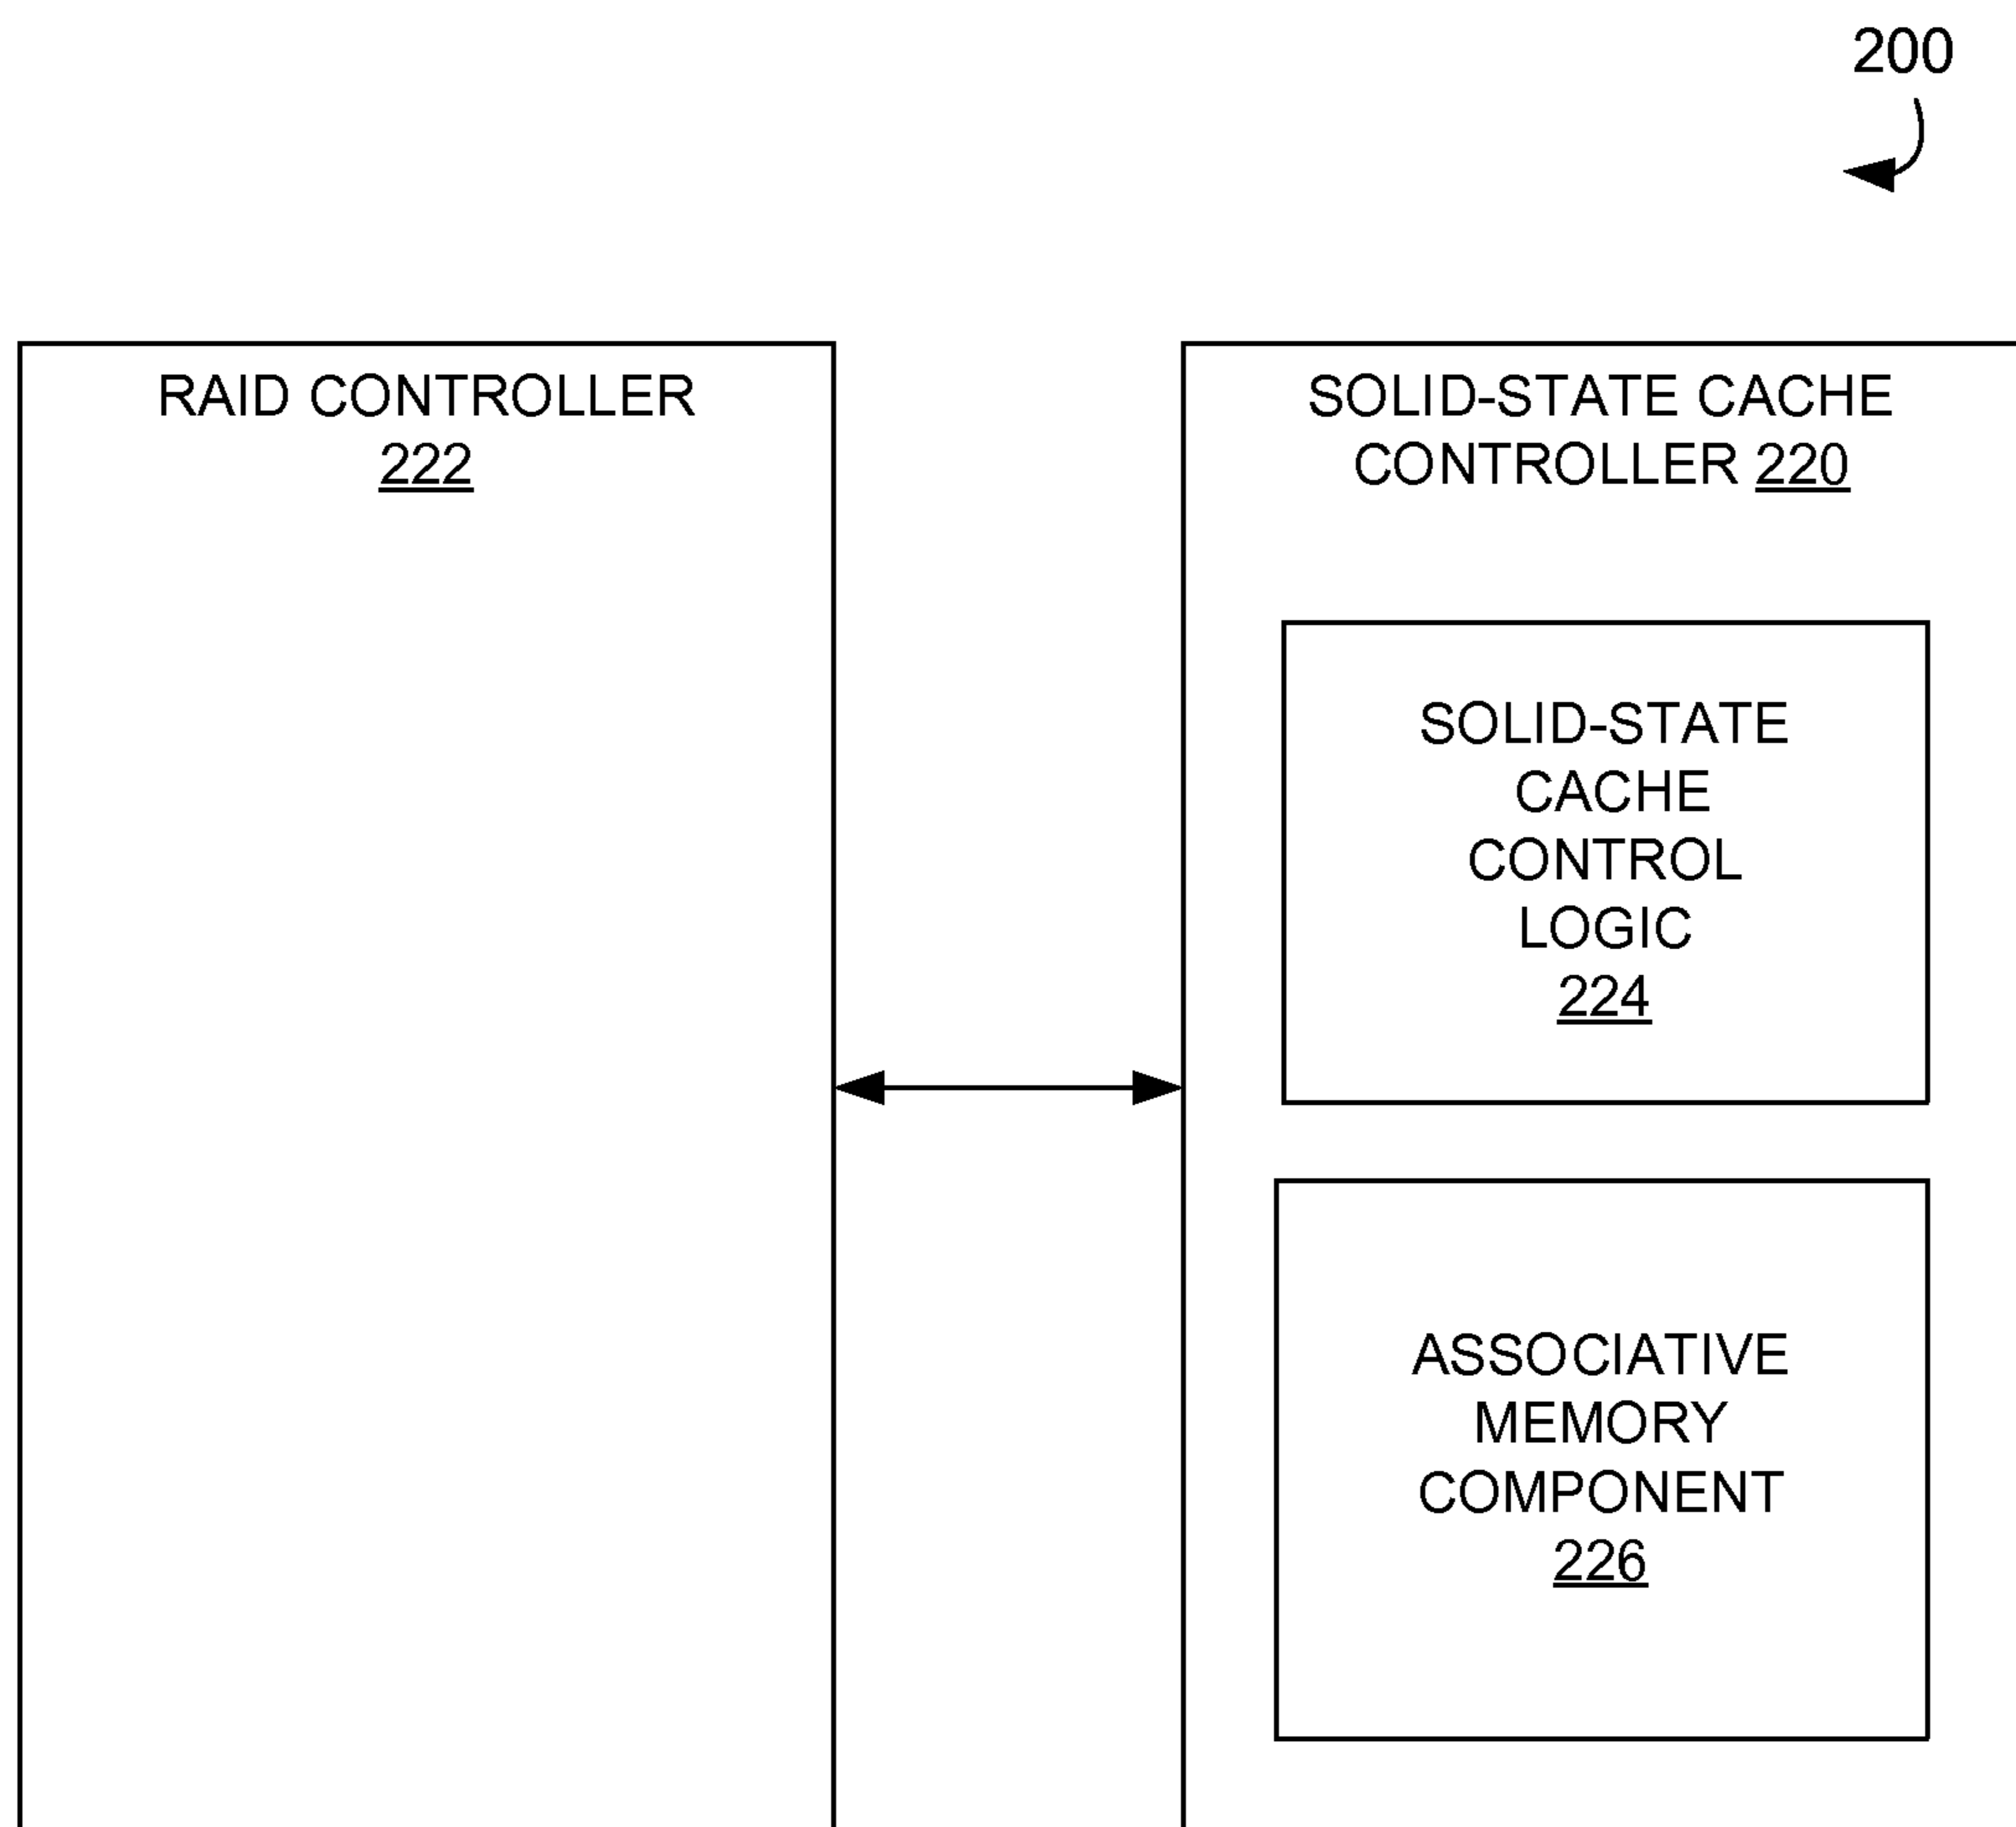 200
RAID CONTROLLER
222
SOLID-STATE CACHE
CONTROLLER 220
SOLID-STATE
CACHE
CONTROL
LOGIC
224
ASSOCIATIVE
MEMORY
COMPONENT
226